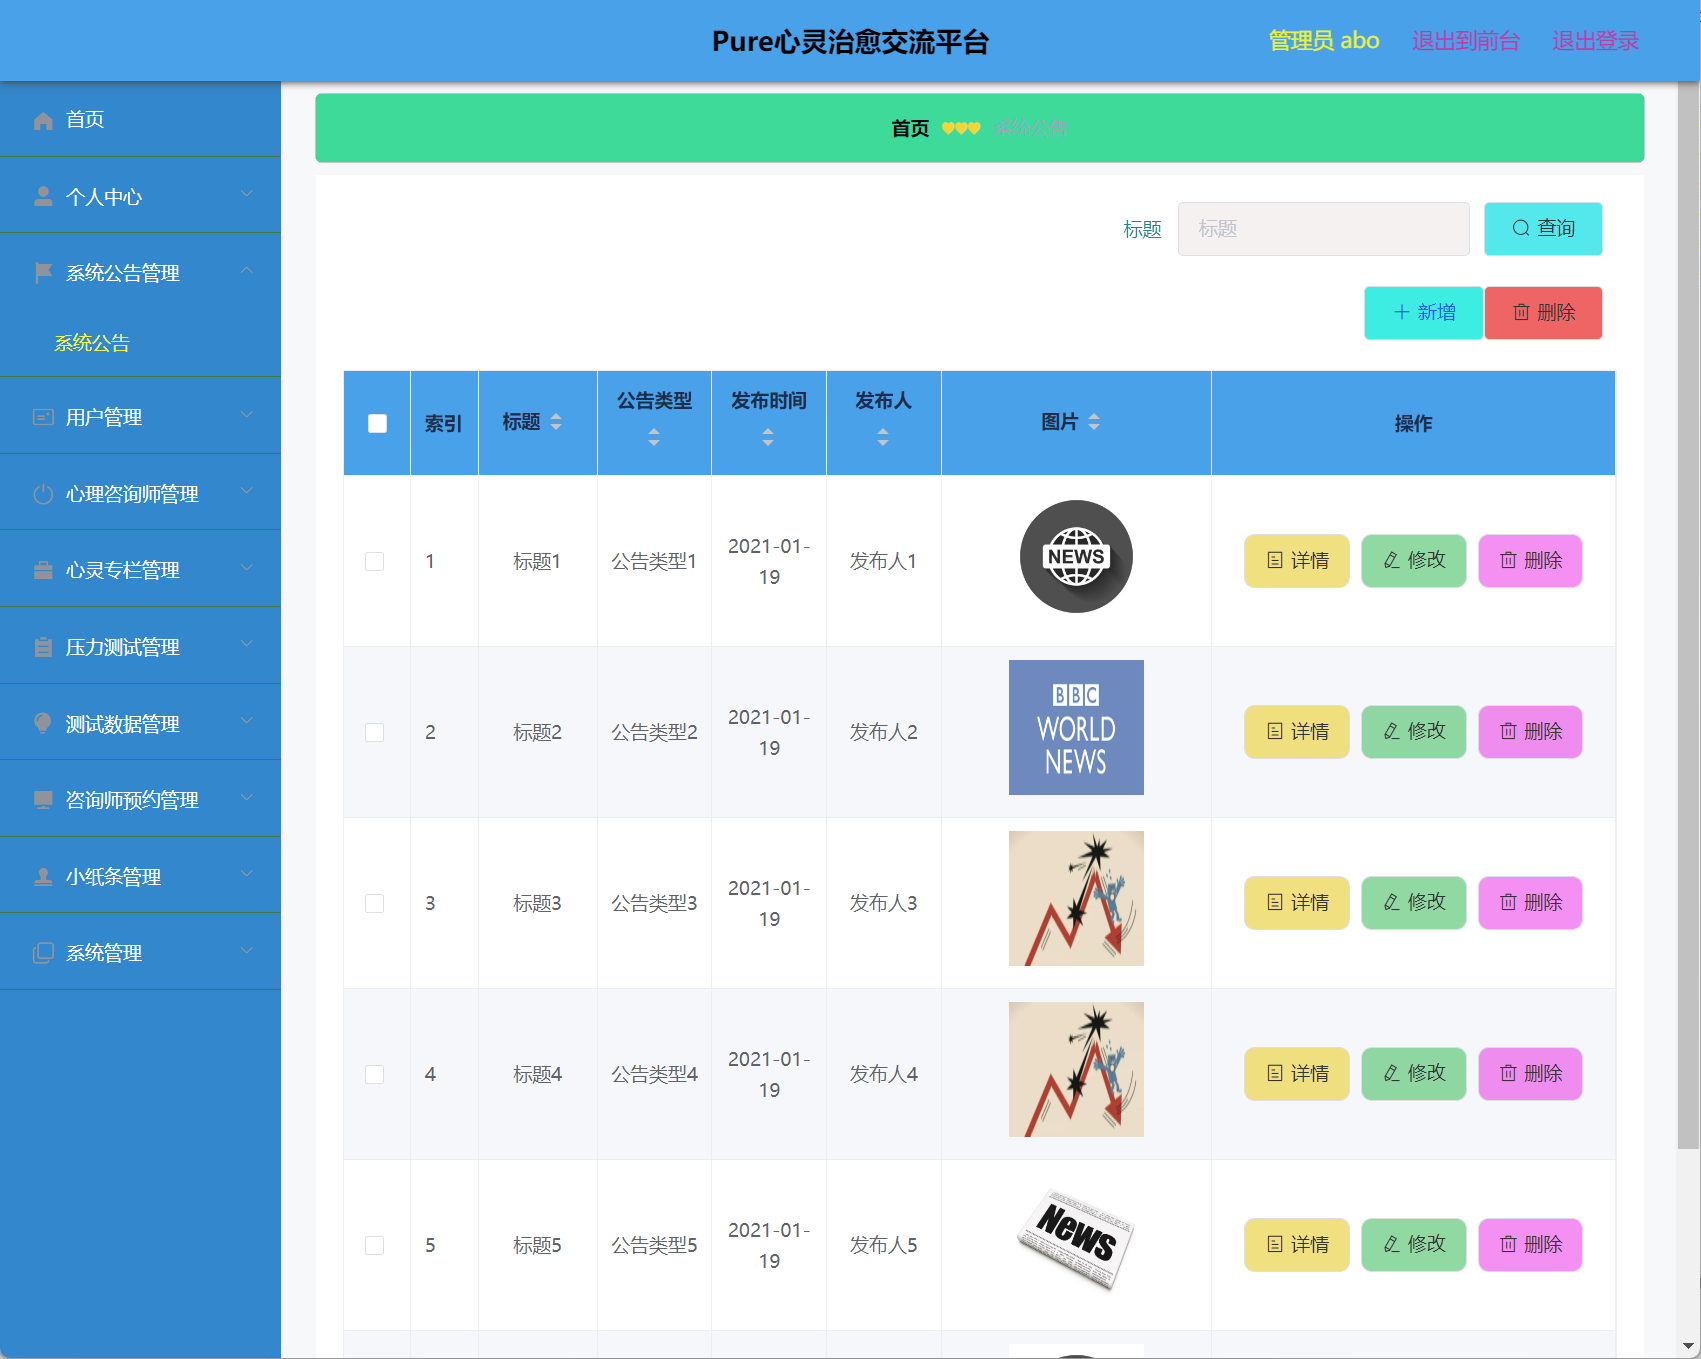 Pure心灵治愈交流平台
管理员 abo
退出到前台
退出登录
首页
个人中心
系统公告管理
系统公告
用户管理
心理咨询师管理
心灵专栏管理
压力测试管理
测试数据管理
咨询师预约管理
小纸条管理
系统管理
首页 系统公告
标题 标题 查询
新增 删除
索引 标题 公告类型 发布时间 发布人 图片 操作
1 标题1 公告类型1 2021-01-
19
发布人1 NEWS 详情 修改 删除
2 标题2 公告类型2 2021-01-
19
发布人2
BBC
WORLD
NEWS
详情 修改 删除
3 标题3 公告类型3 2021-01-
19
发布人3 详情 修改 删除
4 标题4 公告类型4 2021-01-
19
发布人4 详情 修改 删除
5 标题5 公告类型5 2021-01-
19
发布人5 News 详情 修改 删除